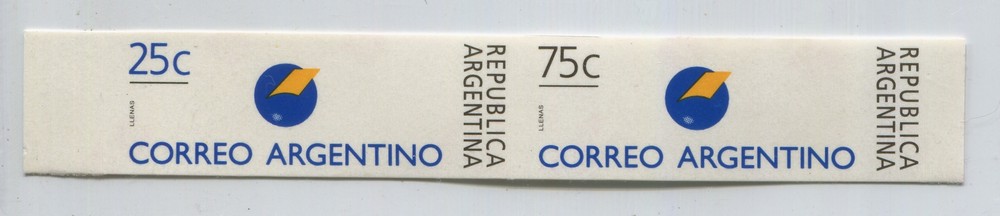 25c
LLENAS
CORREO ARGENTINO
REPUBLICA
ARGENTINA
75c
LLENAS
CORREO ARGENTINO
REPUBLICA
ARGENTINA